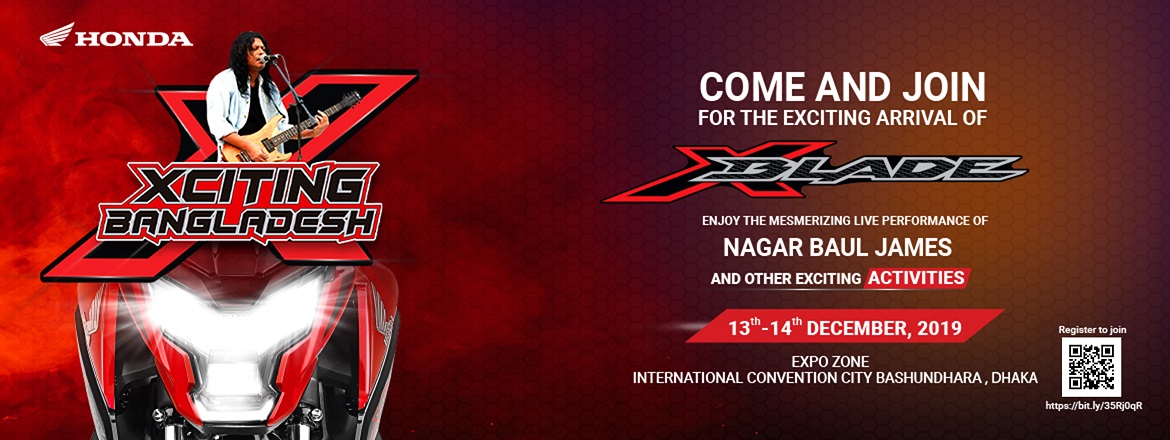 HONDA
XCITING
BANGLADESH
COME AND JOIN
FOR THE EXCITING ARRIVAL OF
XBLADE
ENJOY THE MESMERIZING LIVE PERFORMANCE OF
NAGAR BAUL JAMES
AND OTHER EXCITING ACTIVITIES
13th-14th DECEMBER, 2019
EXPO ZONE
INTERNATIONAL CONVENTION CITY BASHUNDHARA , DHAKA
Register to join
https://bit.ly/35Rj0qR